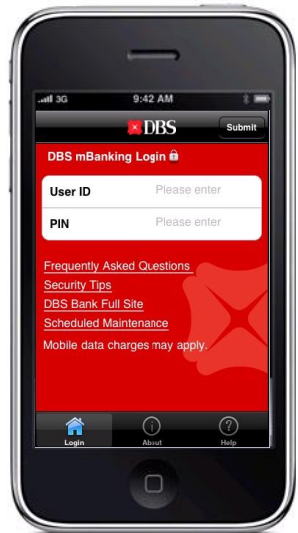 3G 9:42 AM
DBS Submit
DBS mBanking Login
User ID Please enter
PIN Please enter
Frequently Asked Questions
Security Tips
DBS Bank Full Site
Scheduled Maintenance
Mobile data charges may apply.
Login About Help